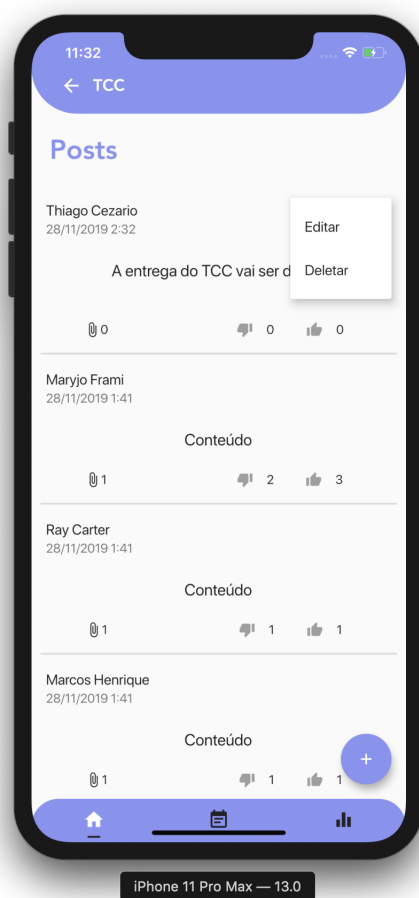 11:32
TCC
Posts
Thiago Cezario
28/11/2019 2:32
Editar
A entrega do TCC vai ser d
Deletar
0 0 0
Maryjo Frami
28/11/2019 1:41
Conteúdo
1 2 3
Ray Carter
28/11/2019 1:41
Conteúdo
1 1 1
Marcos Henrique
28/11/2019 1:41
Conteúdo
+
1 1 1
iPhone 11 Pro Max — 13.0